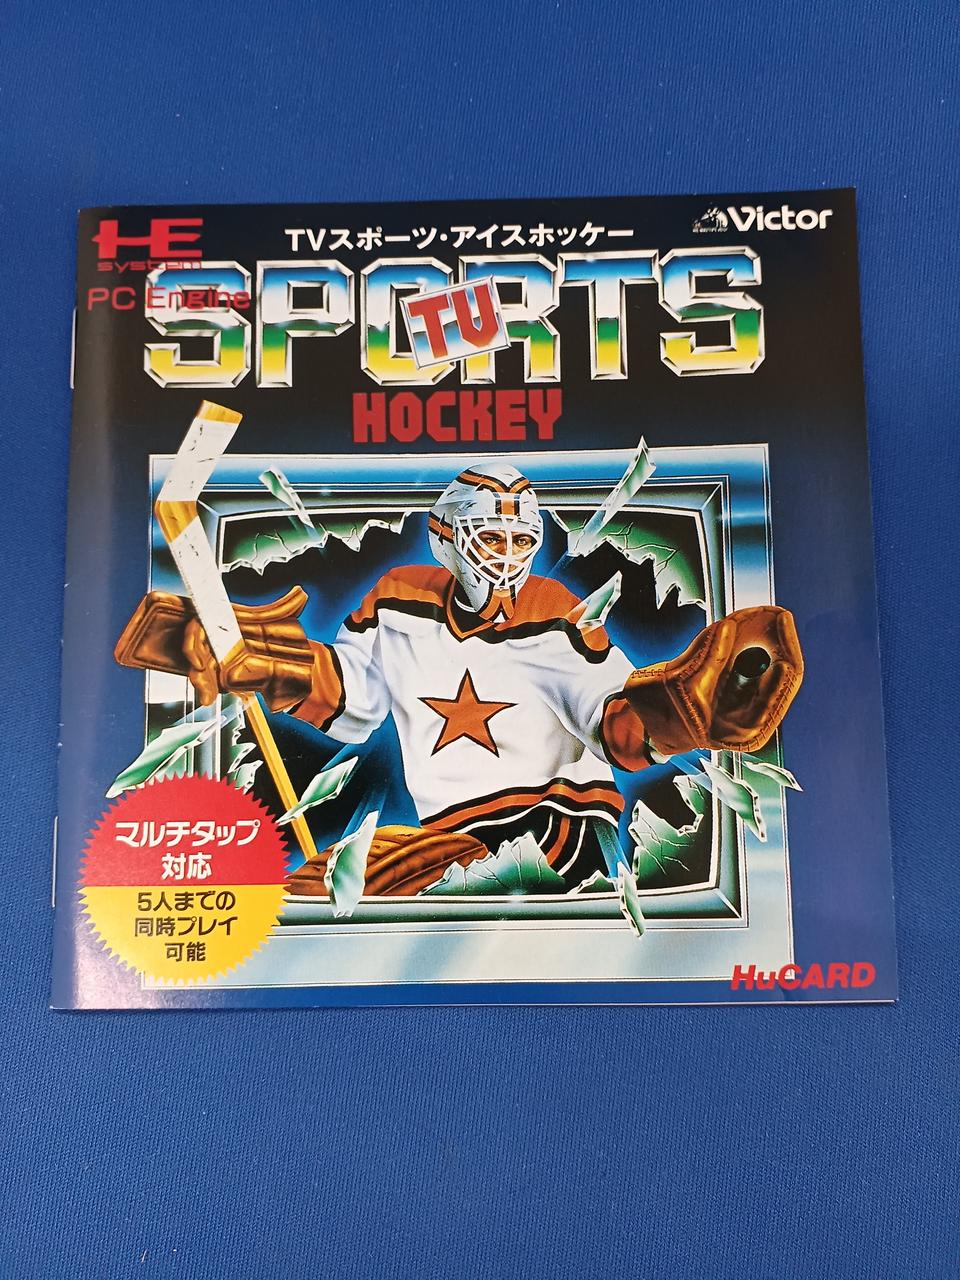 HE
system
PC Engine
TVスポーツ・アイスホッケー
Victor
SPORTS
TV
HOCKEY
マルチタップ
対応
5人までの
同時プレイ
可能
HuCARD